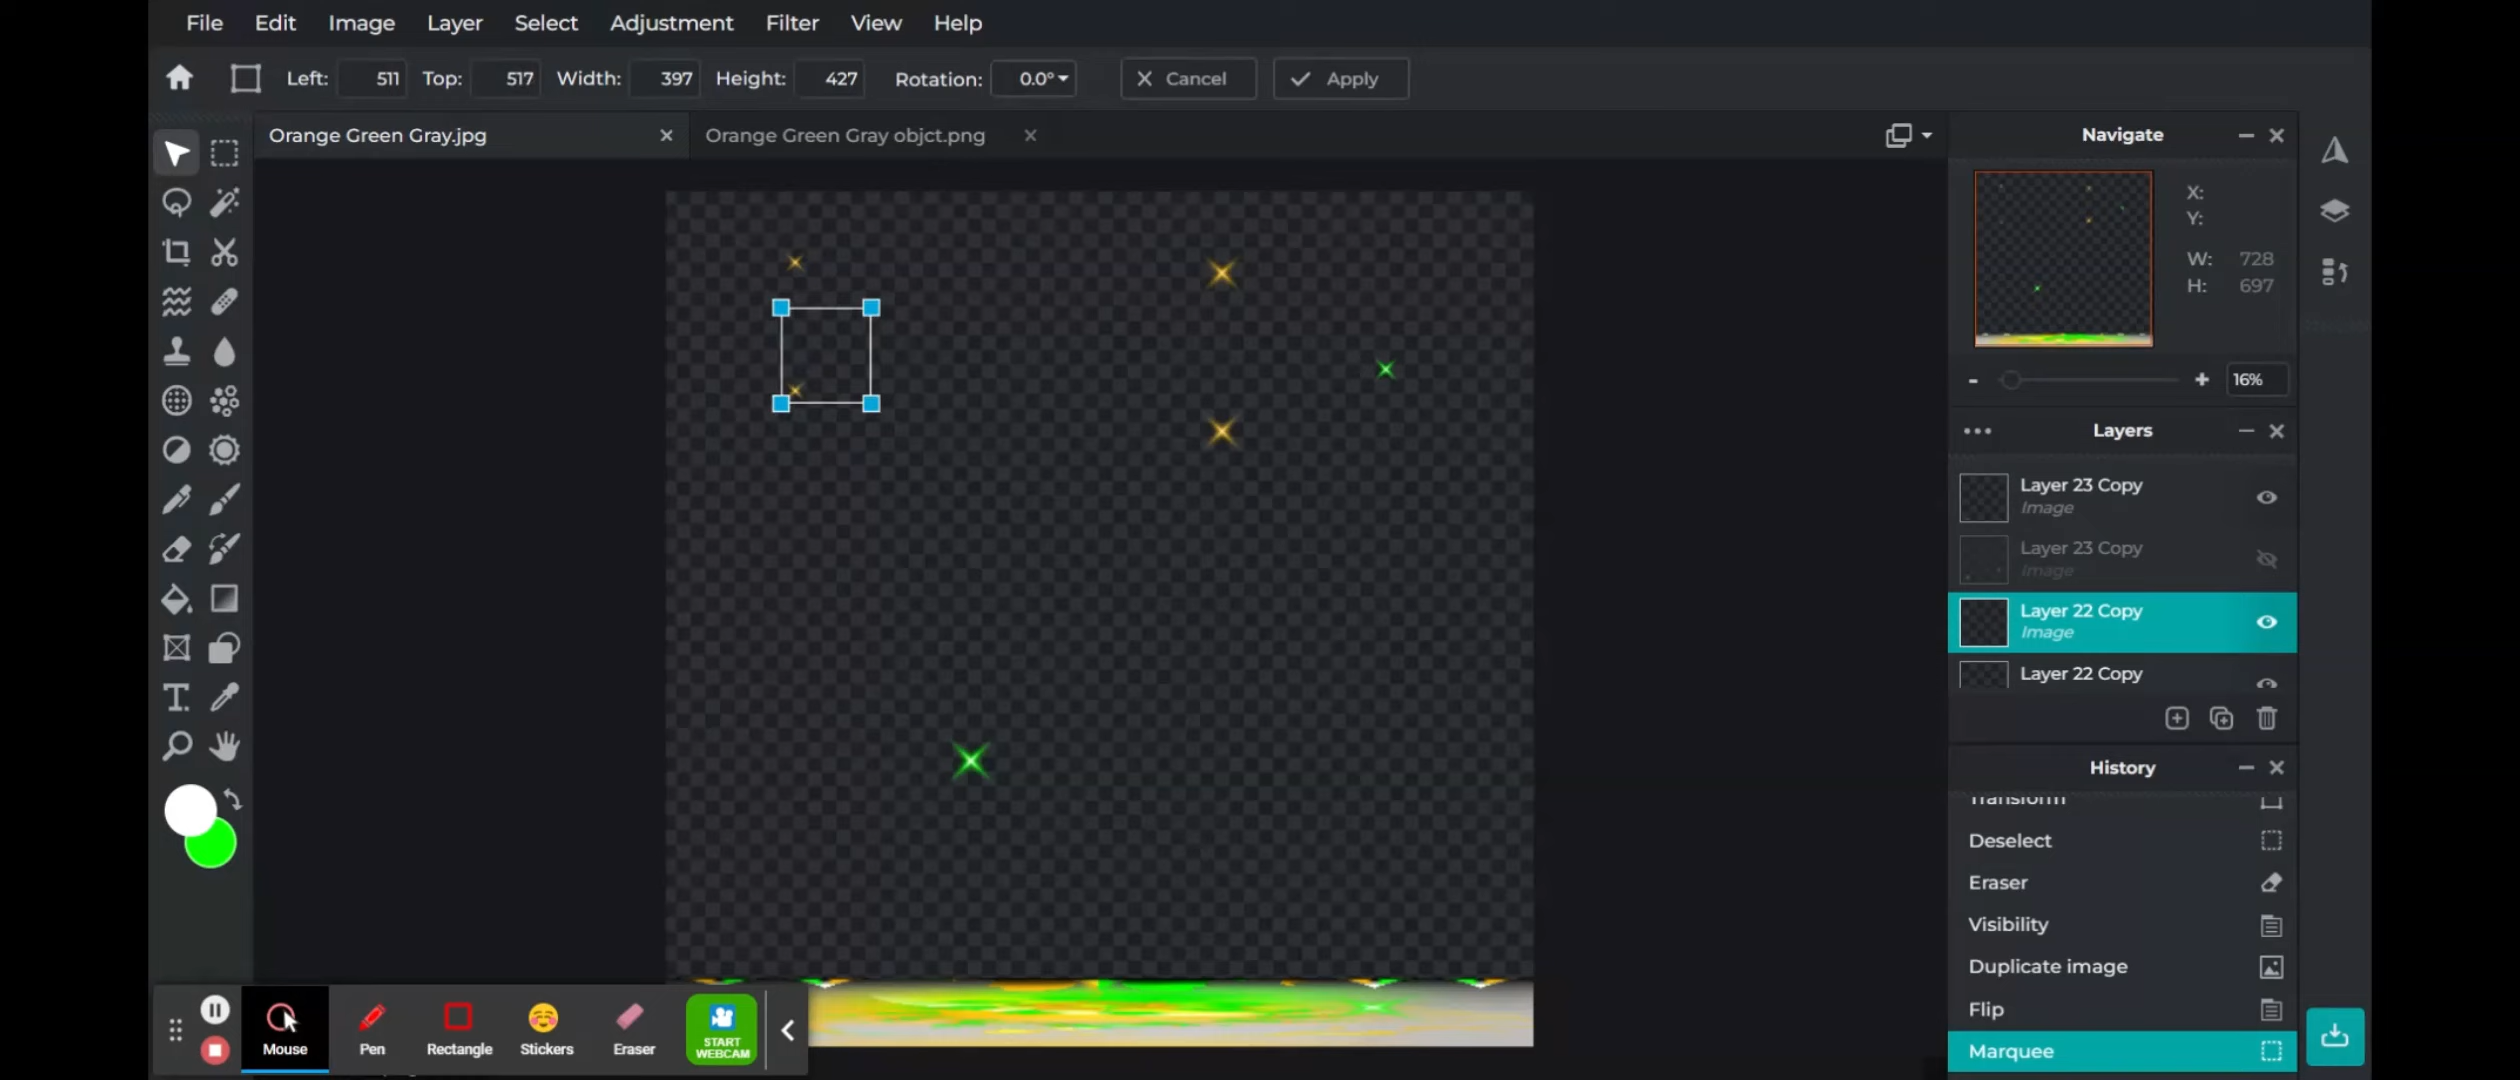 File Edit Image Layer Select Adjustment Filter View Help
Left: 511 Top: 517 Width: 397 Height: 427 Rotation: 0.0° Cancel Apply
Orange Green Gray.jpg Orange Green Gray objct.png
Navigate
X:
Y:
W: 728
H: 697
- + 16%
Layers
Layer 23 Copy
Image
Layer 23 Copy
Image
Layer 22 Copy
Image
Layer 22 Copy
History
Transform
Deselect
Eraser
Visibility
Duplicate image
Flip
Marquee
Mouse Pen Rectangle Stickers Eraser START WEBCAM